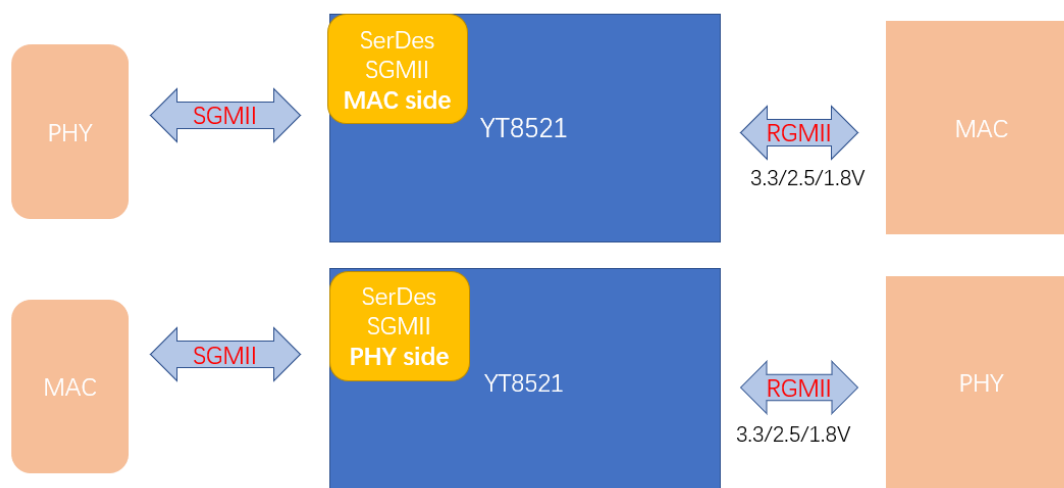 SerDes
SGMII
MAC side
PHY
SGMII
YT8521
RGMII
MAC
3.3/2.5/1.8V
SerDes
SGMII
PHY side
MAC
SGMII
YT8521
RGMII
PHY
3.3/2.5/1.8V